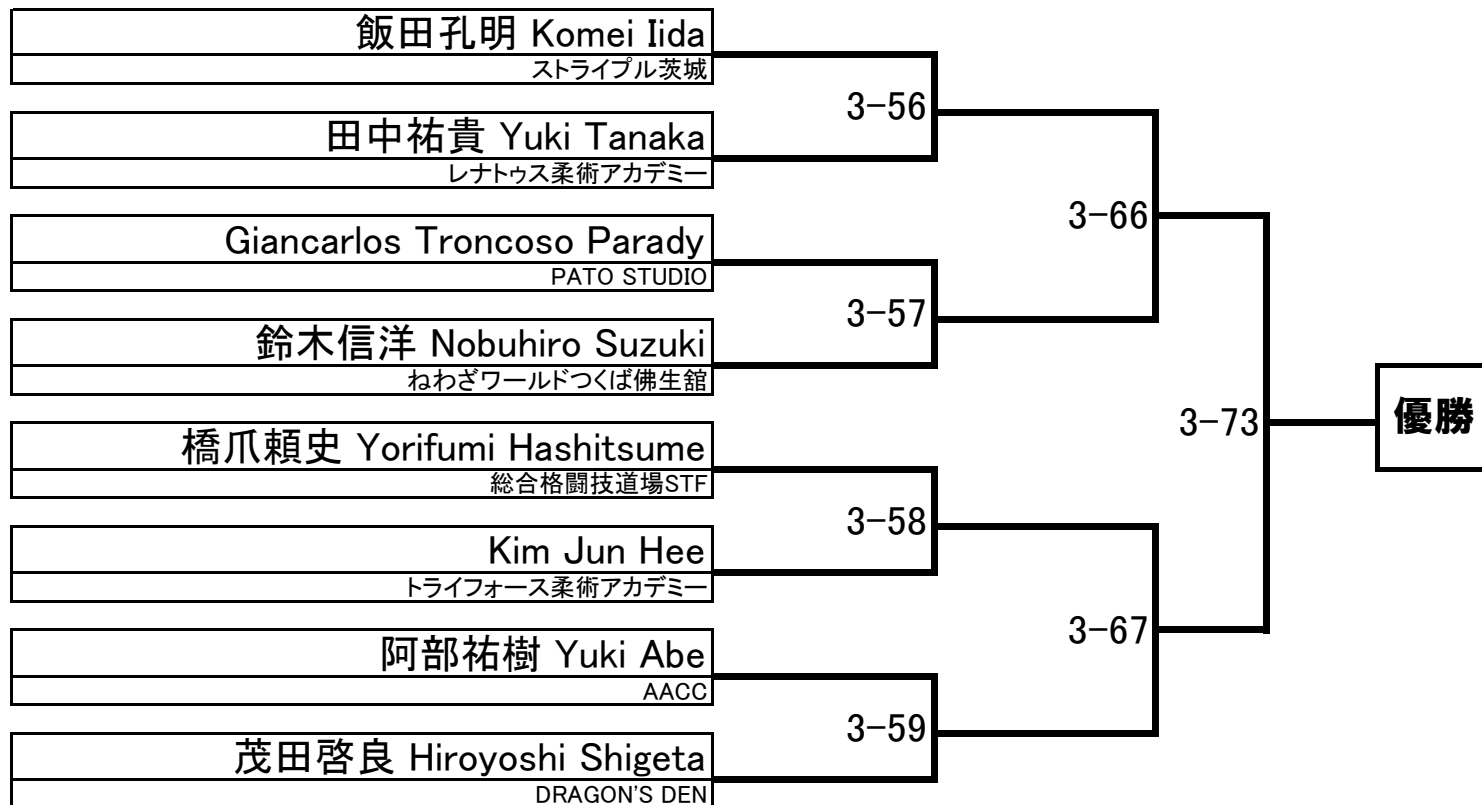 飯田孔明 Komei Iida
ストライプル茨城
3-56
田中祐貴 Yuki Tanaka
レナトゥス柔術アカデミー
3-66
Giancarlos Troncoso Parady
PATO STUDIO
3-57
鈴木信洋 Nobuhiro Suzuki
ねわざワールドつくば佛生舘
3-73
優勝
橋爪頼史 Yorifumi Hashitsume
総合格闘技道場STF
3-58
Kim Jun Hee
トライフォース柔術アカデミー
3-67
阿部祐樹 Yuki Abe
AACC
3-59
茂田啓良 Hiroyoshi Shigeta
DRAGON'S DEN